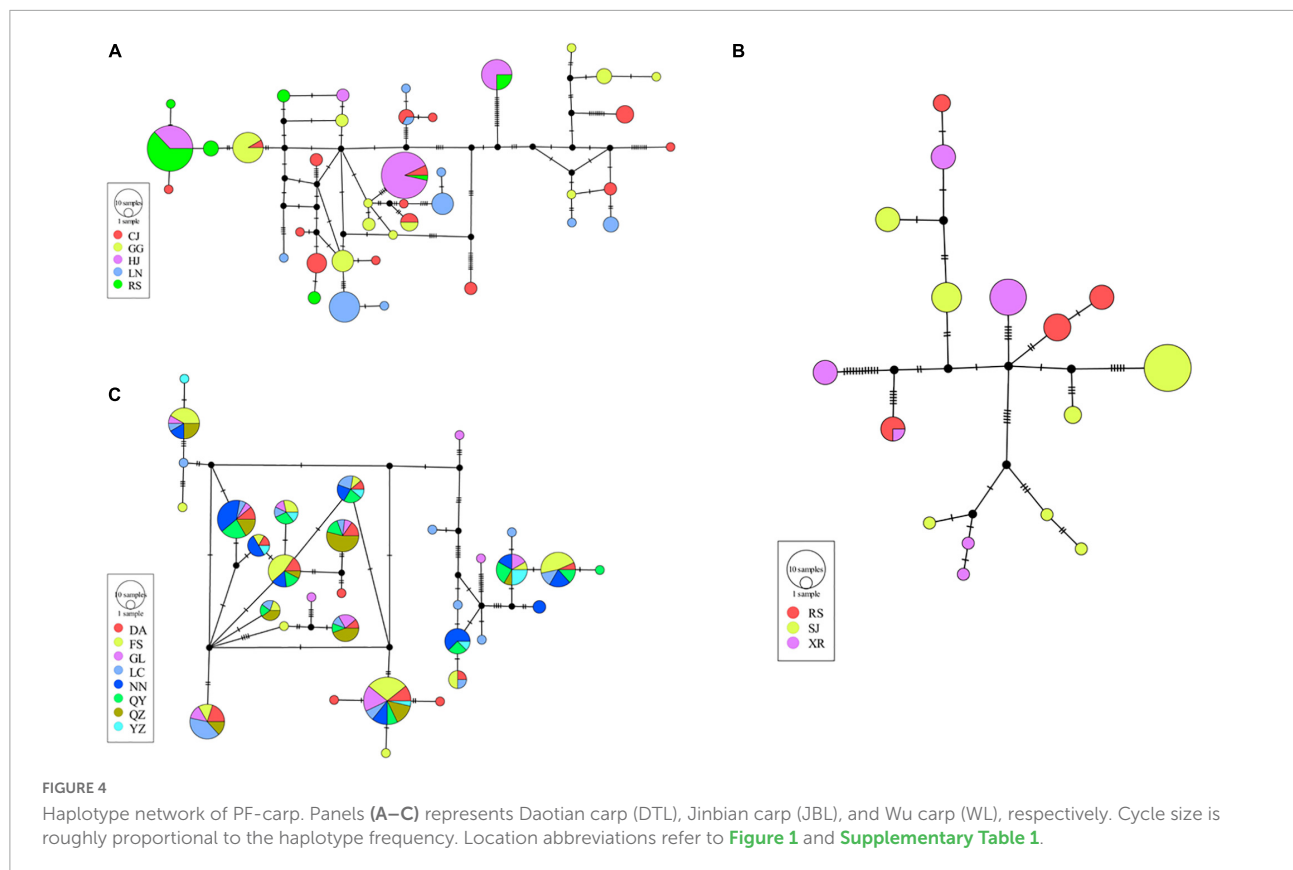 A
B
10 samples
1 sample
CJ
GG
HJ
LN
RS
C
10 samples
1 sample
DA
FS
GL
LC
NN
QY
QZ
YZ
10 samples
1 sample
RS
SJ
XR
FIGURE 4
Haplotype network of PF-carp. Panels (A–C) represents Daotian carp (DTL), Jinbian carp (JBL), and Wu carp (WL), respectively. Cycle size is
roughly proportional to the haplotype frequency. Location abbreviations refer to Figure 1 and Supplementary Table 1.